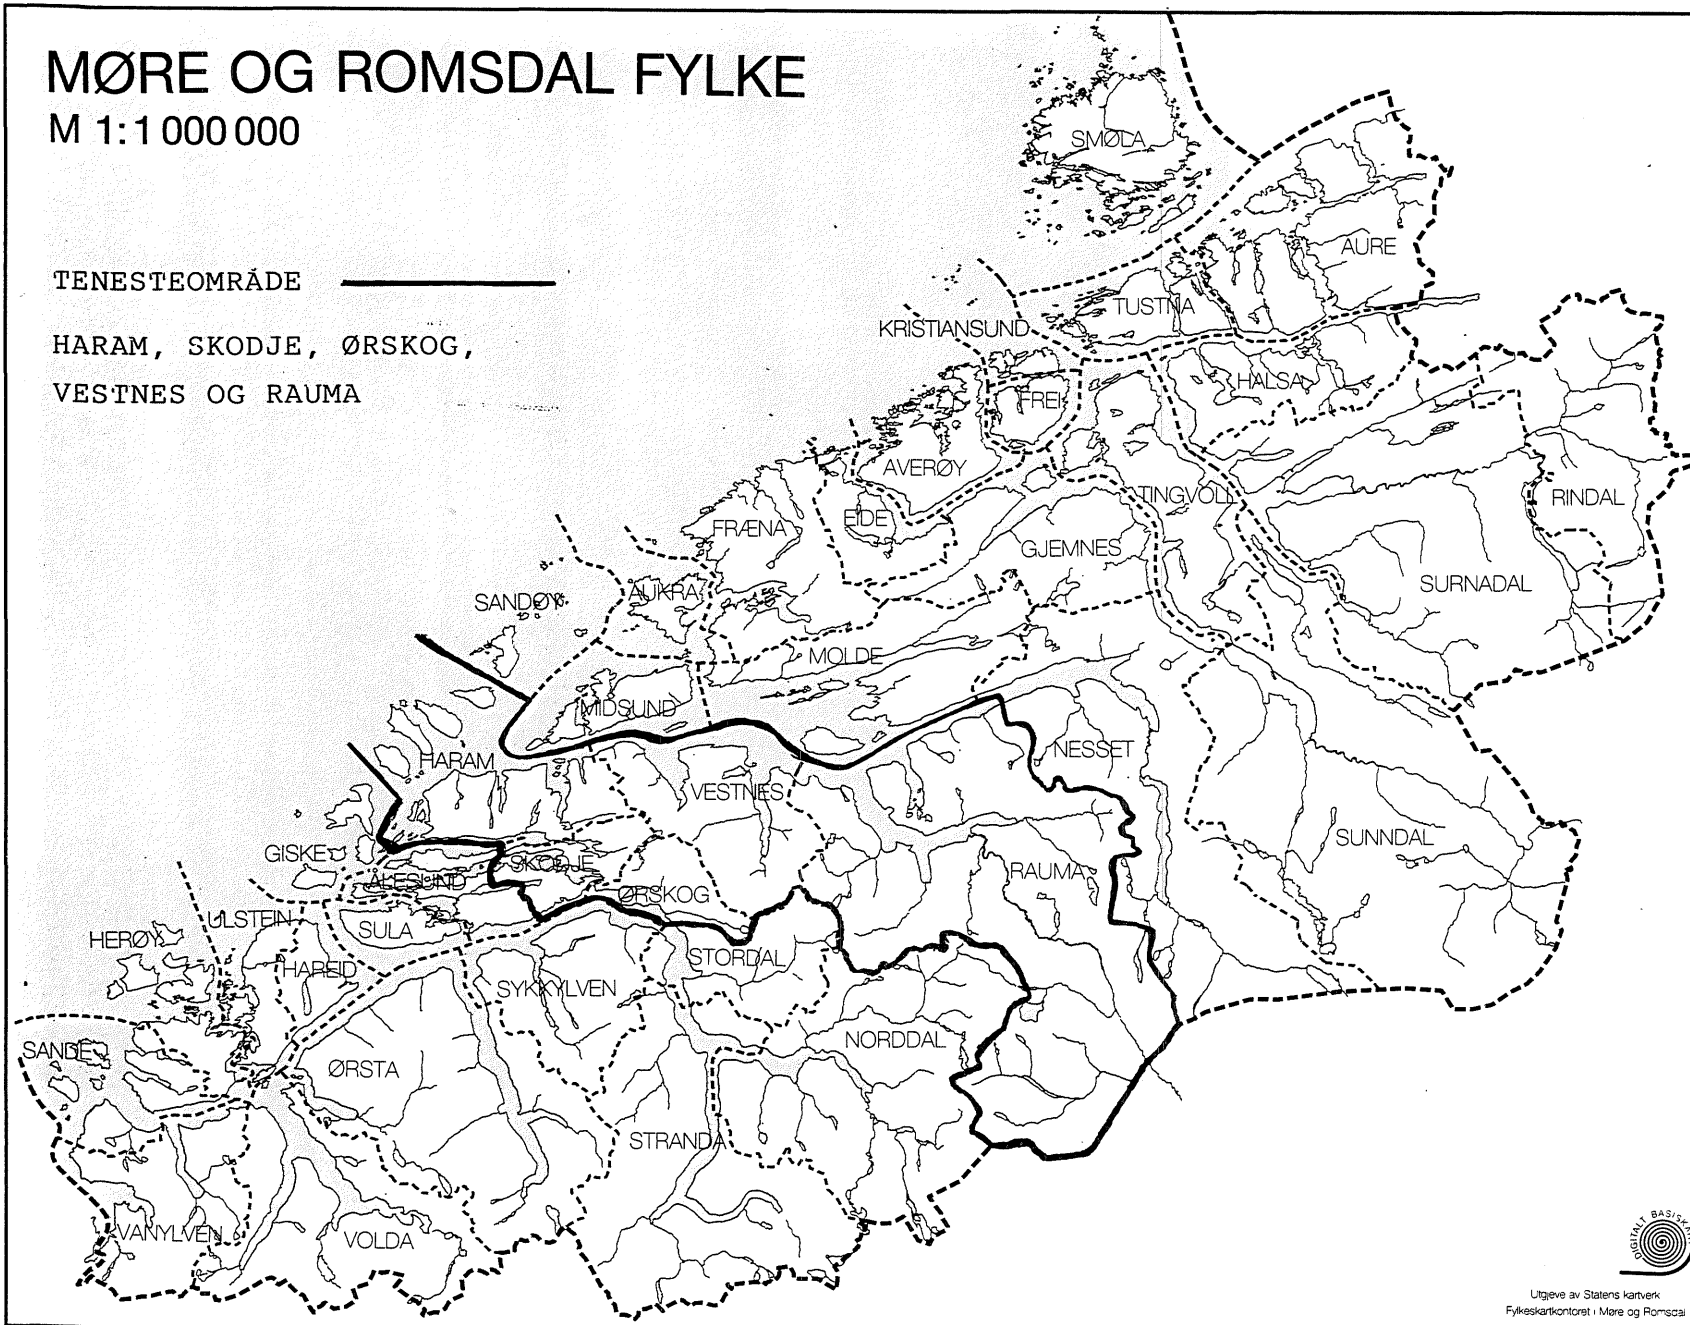 MØRE OG ROMSDAL FYLKE
M 1:1 000 000
TENESTEOMRÅDE
HARAM, SKODJE, ØRSKOG,
VESTNES OG RAUMA
SMØLA
AURE
TUSTNA
KRISTIANSUND
HALSA
FREI
AVERØY
TINGVOLL
RINDAL
EIDE
FRÆNA
GJEMNES
SURNADAL
AUKRA
SANDØY
MOLDE
MIDSUND
NESSET
HARAM
VESTNES
SUNNDAL
GISKE
SKODJE
RAUMA
ÅLESUND
ØRSKOG
ULSTEIN
SULA
HERØY
STORDAL
HAREID
SYKKYLVEN
NORDDAL
SANDE
ØRSTA
STRANDA
VANYLVEN
VOLDA
DIGITALT BASISKART
Utgjeve av Statens kartverk
Fylkeskartkontoret i Møre og Romsdal